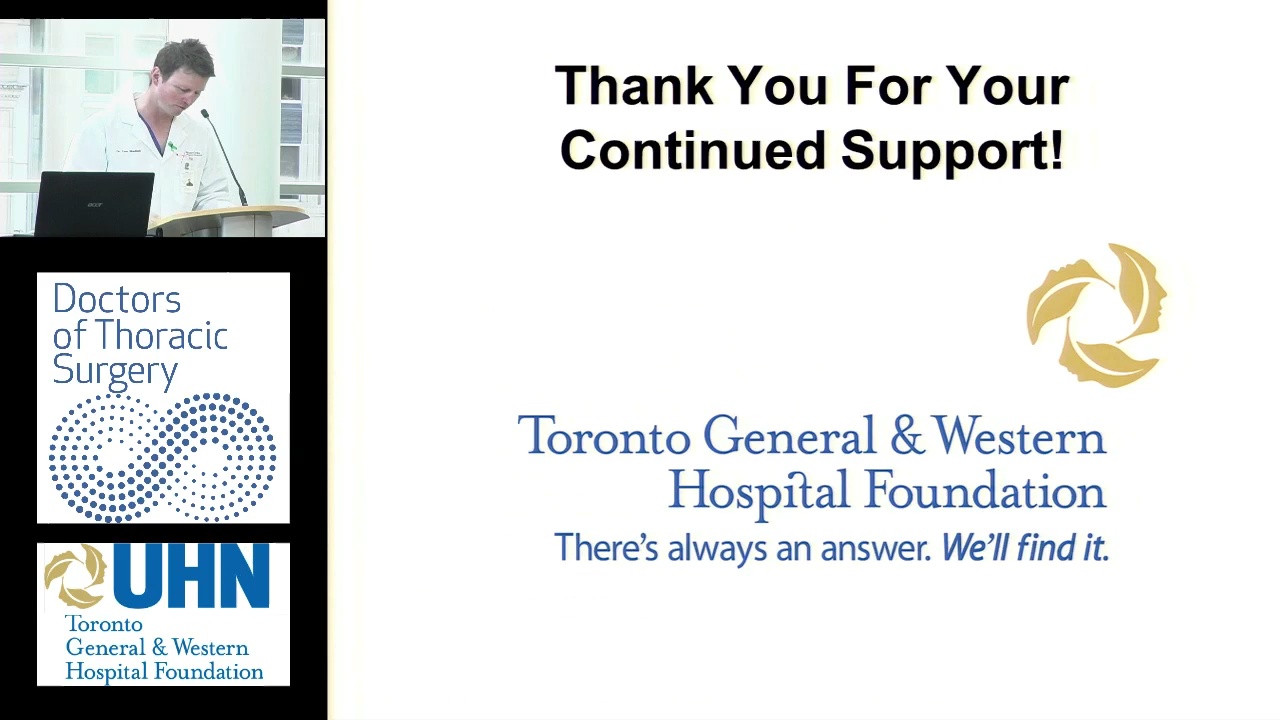 Thank You For Your
Continued Support!
Toronto General & Western
Hospital Foundation
There's always an answer. We'll find it.
acer
Doctors
of Thoracic
Surgery
UHN
Toronto
General & Western
Hospital Foundation